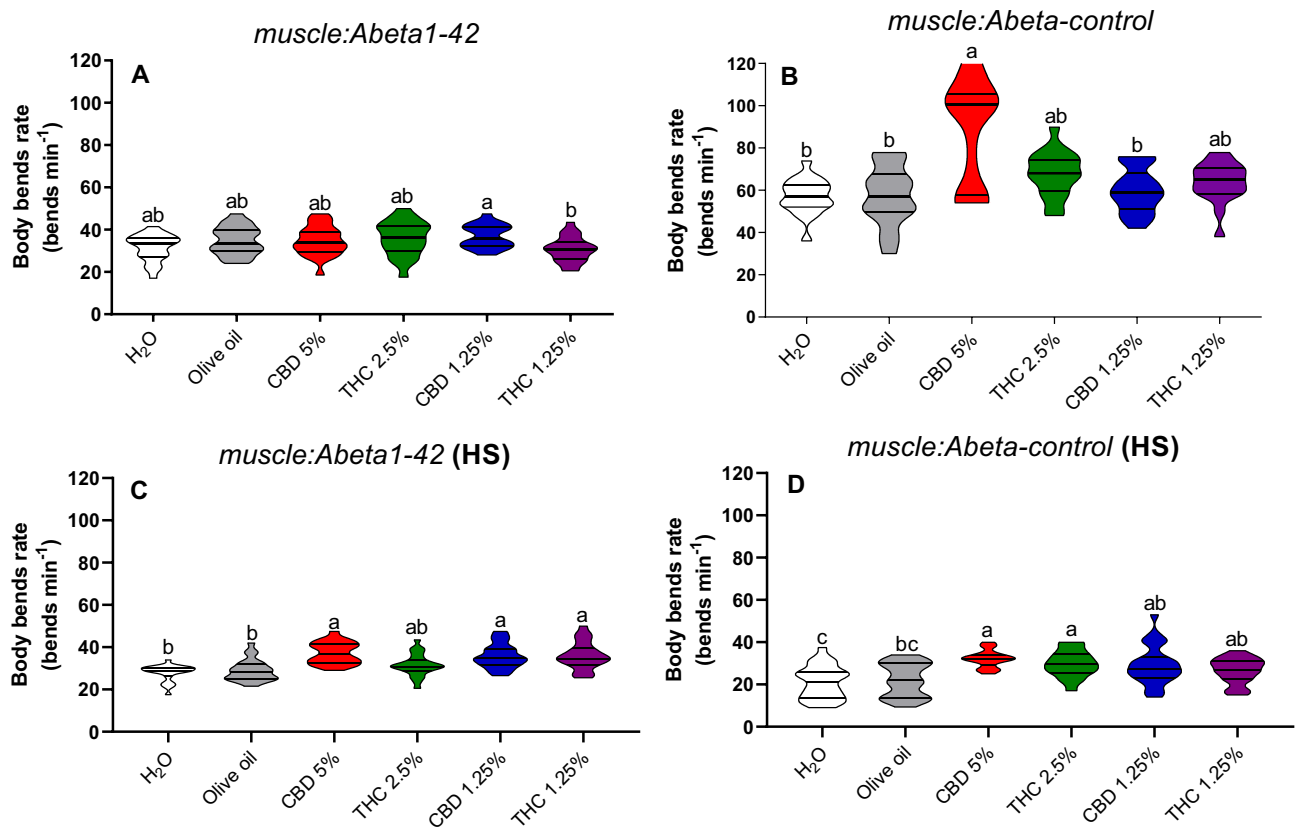 muscle:Abeta1-42
A
120
100
80
60
40
20
0
Body bends rate
(bends min⁻¹)
ab
ab
ab
ab
a
b
H₂O
Olive oil
CBD 5%
THC 2.5%
CBD 1.25%
THC 1.25%
muscle:Abeta-control
B
120
100
80
60
40
20
0
Body bends rate
(bends min⁻¹)
b
b
a
ab
b
ab
H₂O
Olive oil
CBD 5%
THC 2.5%
CBD 1.25%
THC 1.25%
muscle:Abeta1-42 (HS)
C
120
100
80
60
40
20
0
Body bends rate
(bends min⁻¹)
b
b
a
ab
a
a
H₂O
Olive oil
CBD 5%
THC 2.5%
CBD 1.25%
THC 1.25%
muscle:Abeta-control (HS)
D
120
100
80
60
40
20
0
Body bends rate
(bends min⁻¹)
c
bc
a
a
ab
ab
H₂O
Olive oil
CBD 5%
THC 2.5%
CBD 1.25%
THC 1.25%